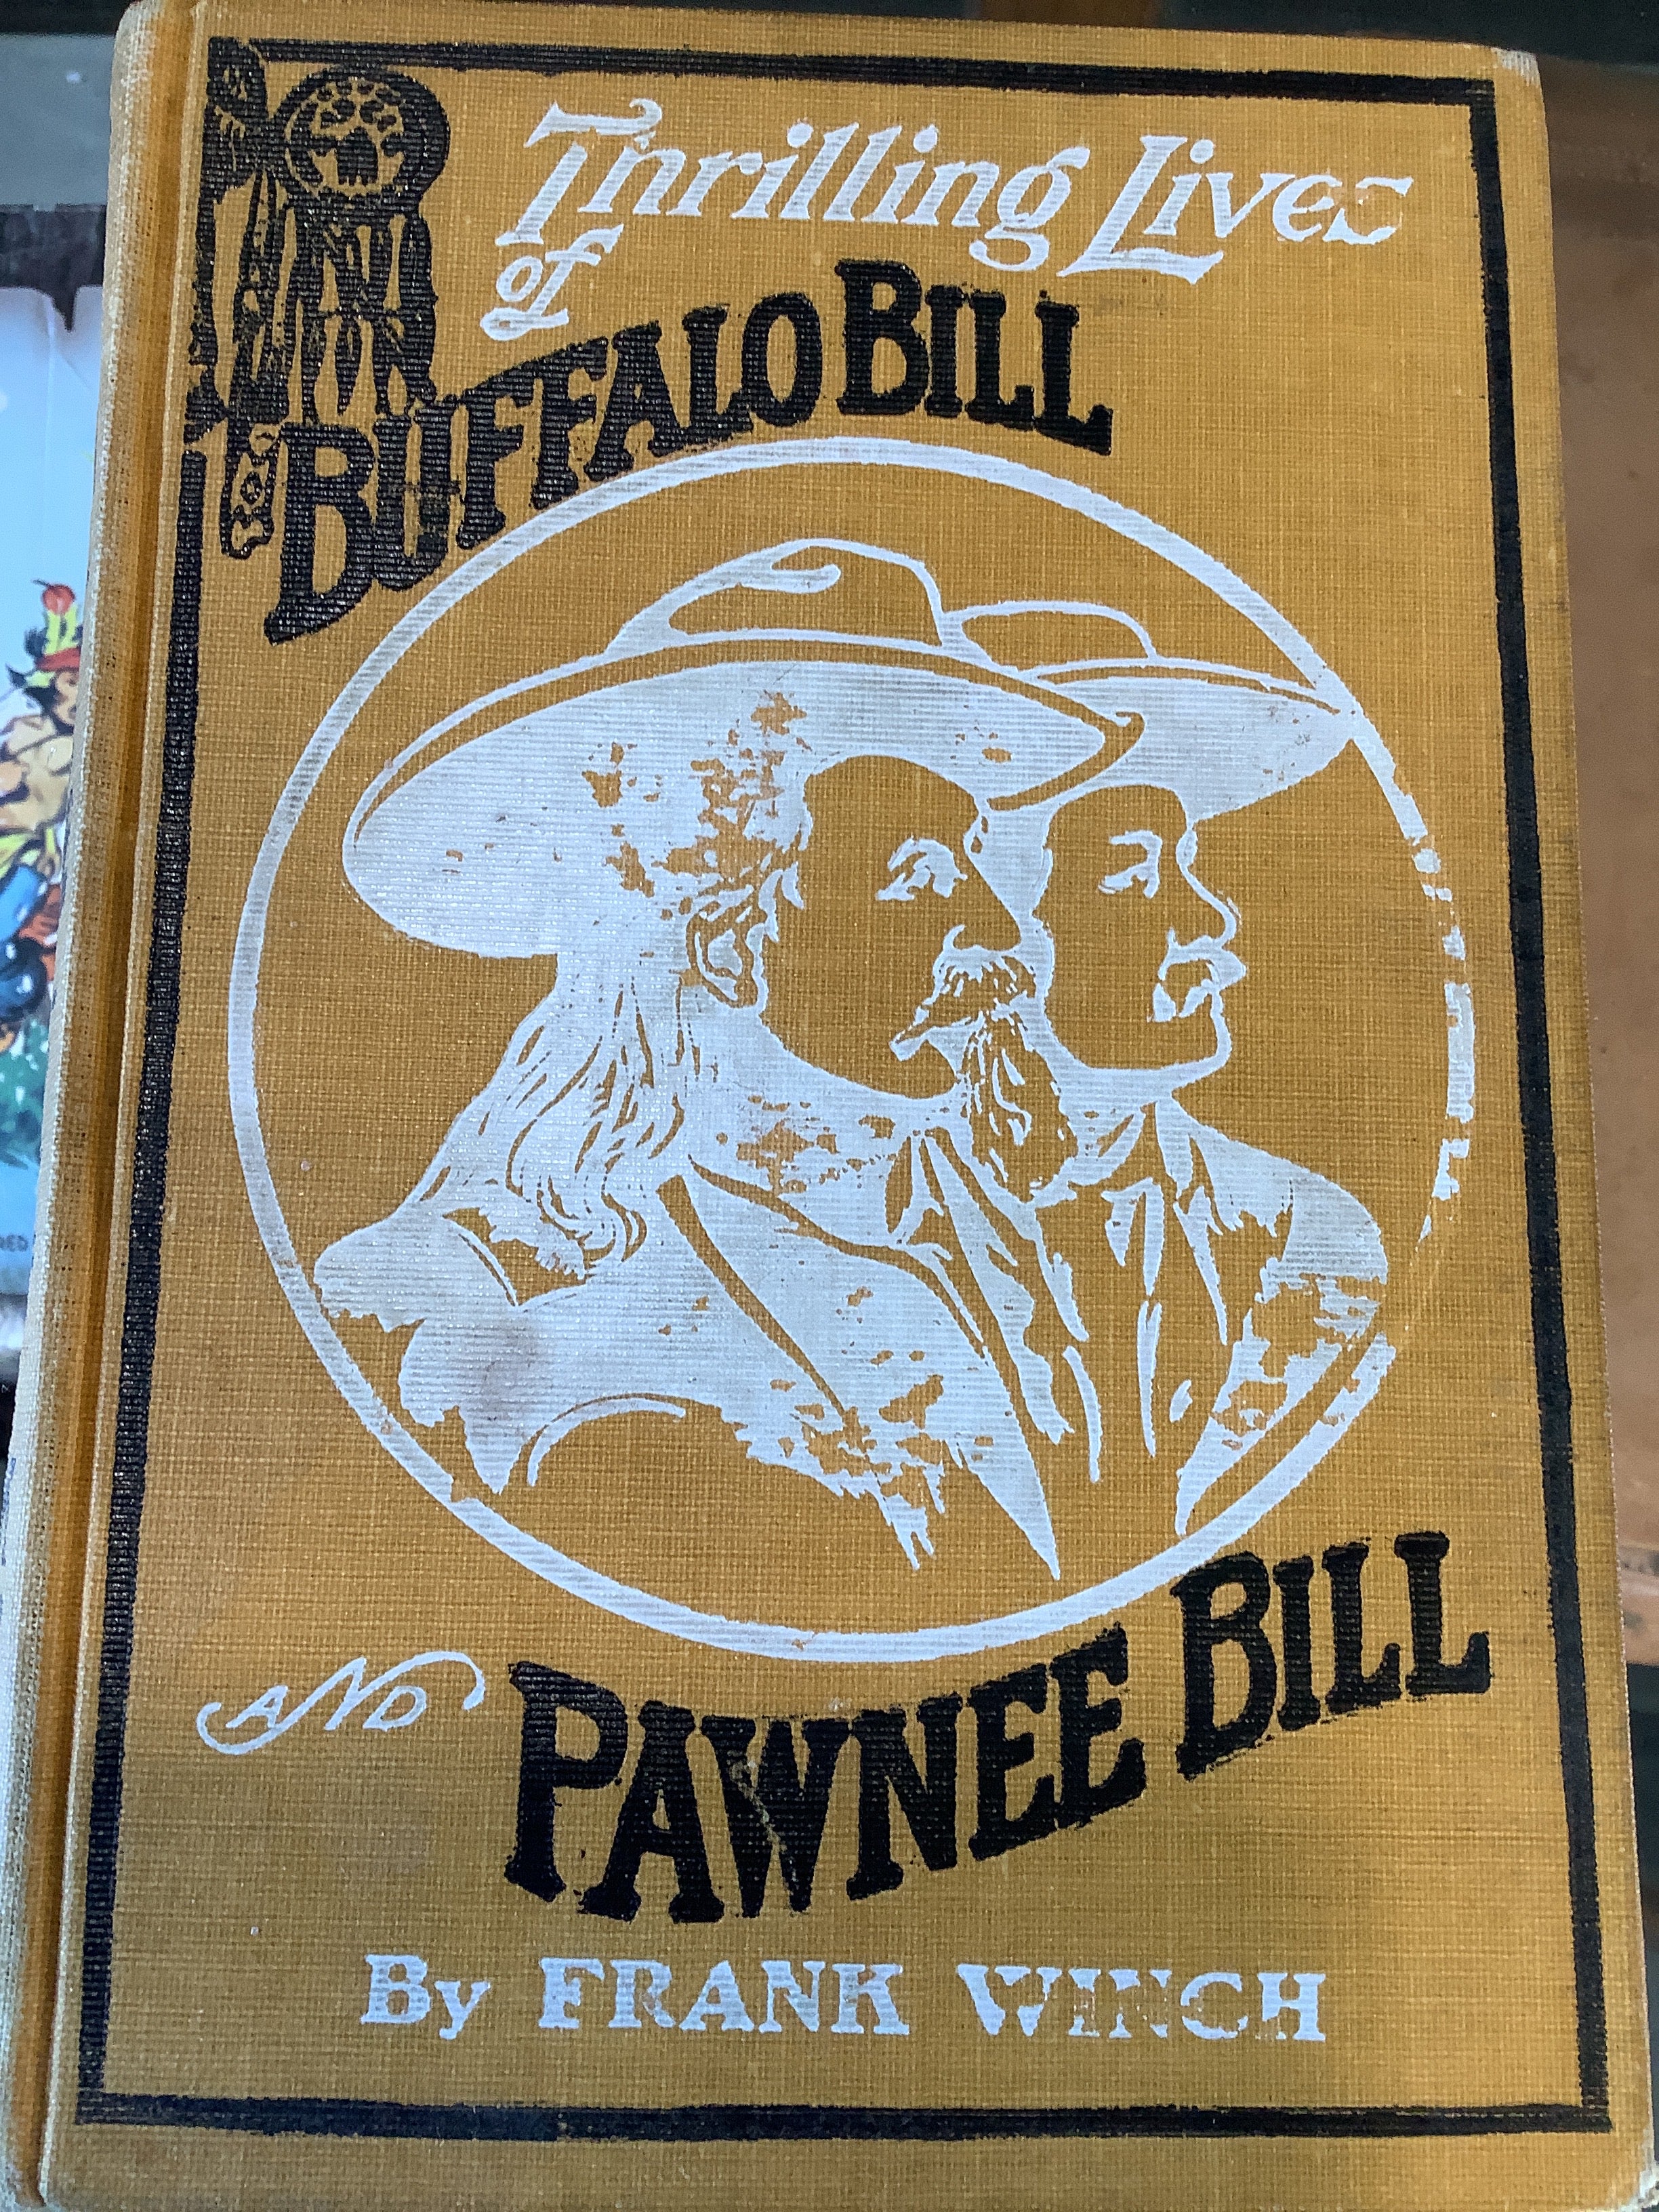 Thrilling Lives
of
BUFFALO BILL
AND
PAWNEE BILL
By FRANK WINCH